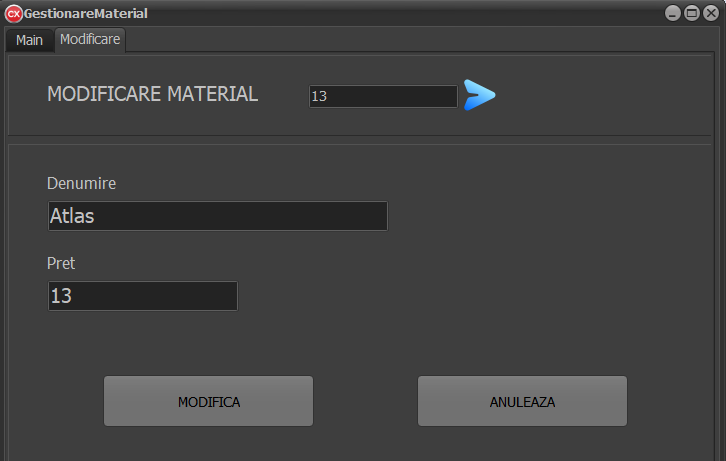 CX GestionareMaterial
Main Modificare
MODIFICARE MATERIAL 13
Denumire
Atlas
Pret
13
MODIFICA ANULEAZA